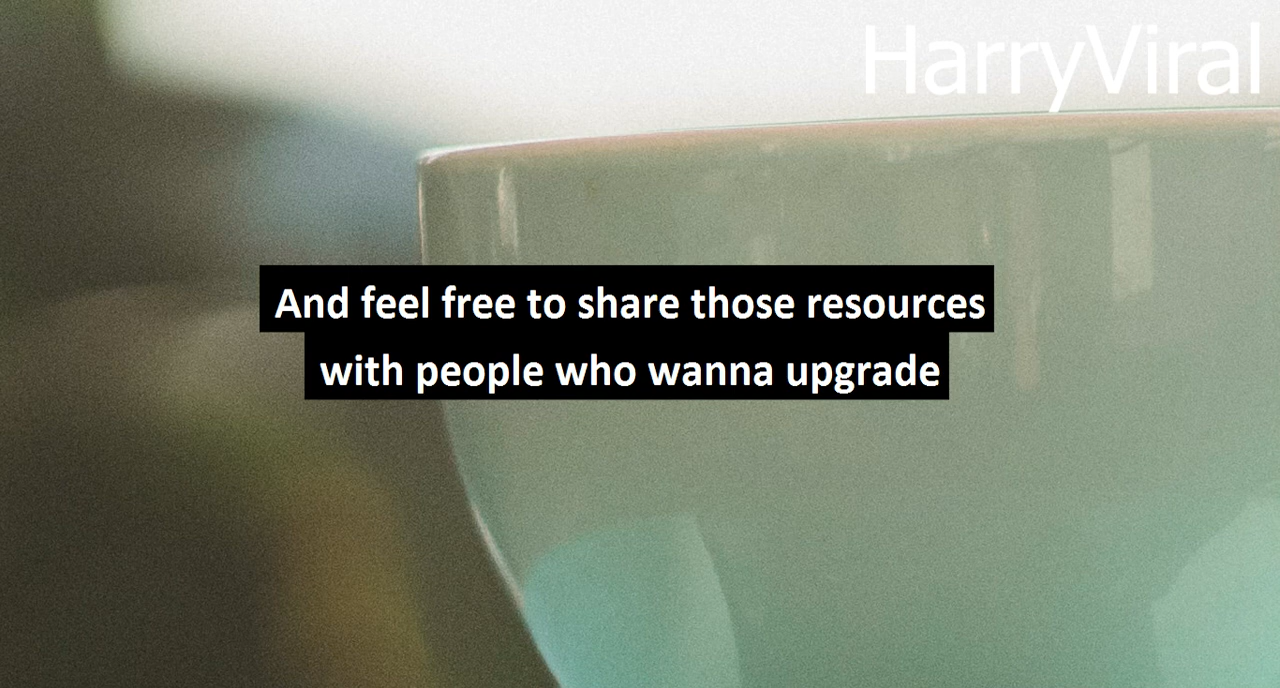 HarryViral
And feel free to share those resources
with people who wanna upgrade